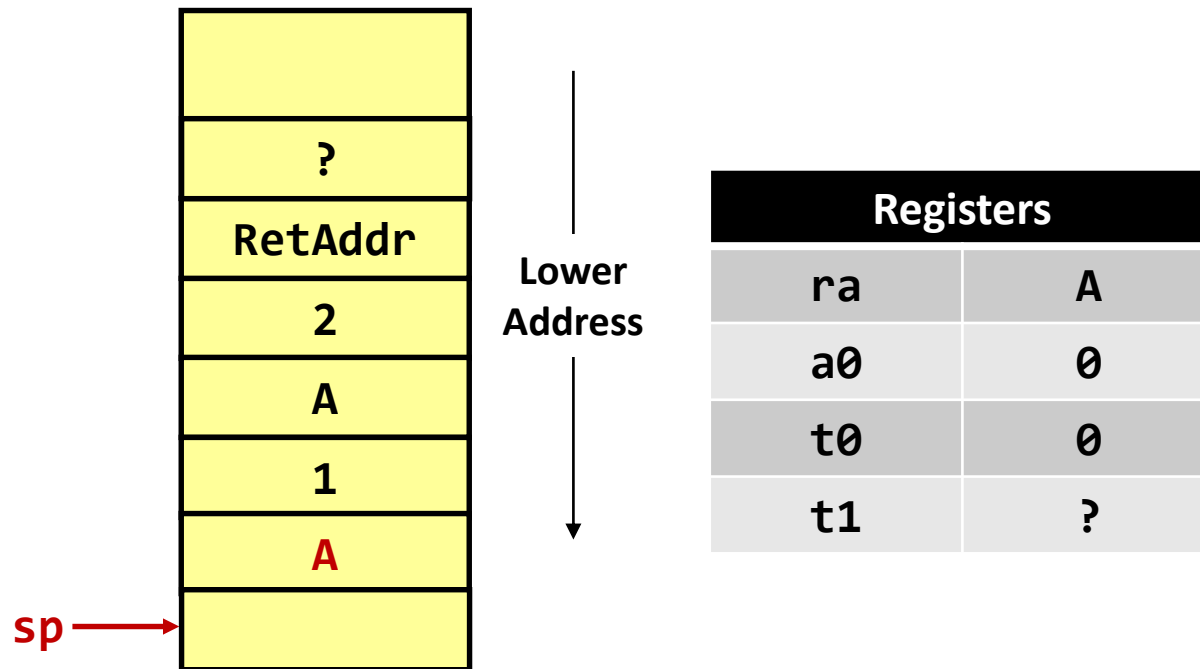 ?
RetAddr
2
A
1
A
sp
Lower
Address
Registers
ra A
a0 0
t0 0
t1 ?